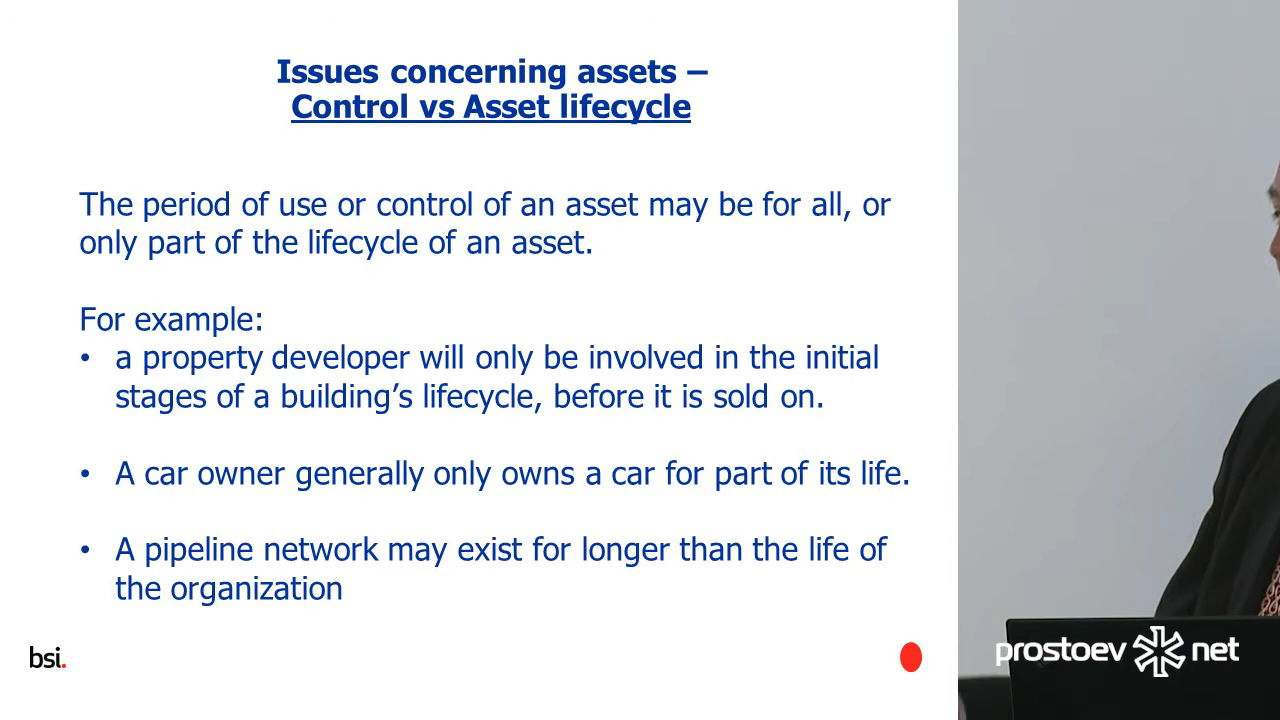 Issues concerning assets –
Control vs Asset lifecycle
The period of use or control of an asset may be for all, or
only part of the lifecycle of an asset.
For example:
• a property developer will only be involved in the initial
stages of a building’s lifecycle, before it is sold on.
• A car owner generally only owns a car for part of its life.
• A pipeline network may exist for longer than the life of
the organization
bsi.
prostoev net